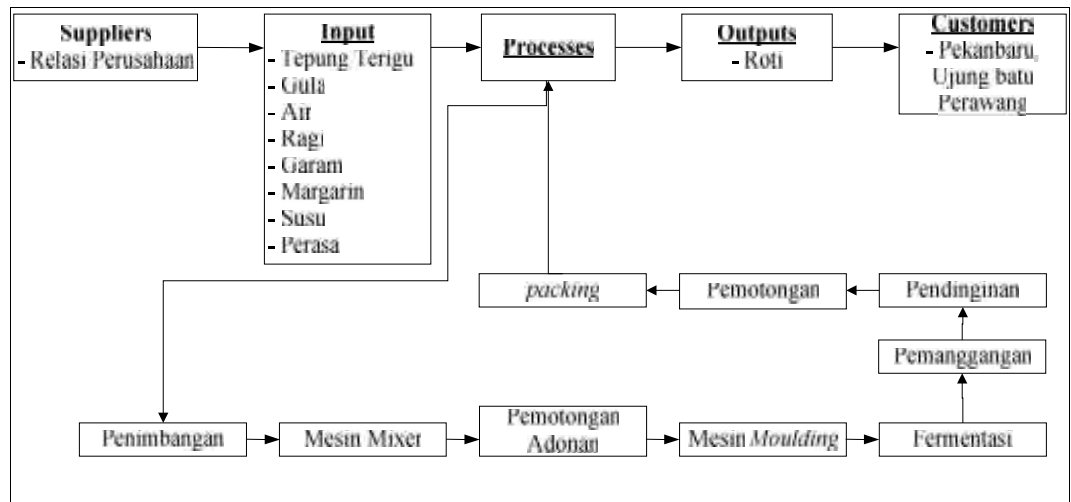 Suppliers
- Relasi Perusahaan
Input
- Tepung Terigu
- Gula
- Air
- Ragi
- Garam
- Margarin
- Susu
- Perasa
Processes
Outputs
- Roti
Customers
- Pekanbaru,
Ujung batu
Perawang
packing
Pemotongan
Pendinginan
Pemanggangan
Penimbangan
Mesin Mixer
Pemotongan
Adonan
Mesin Moulding
Fermentasi